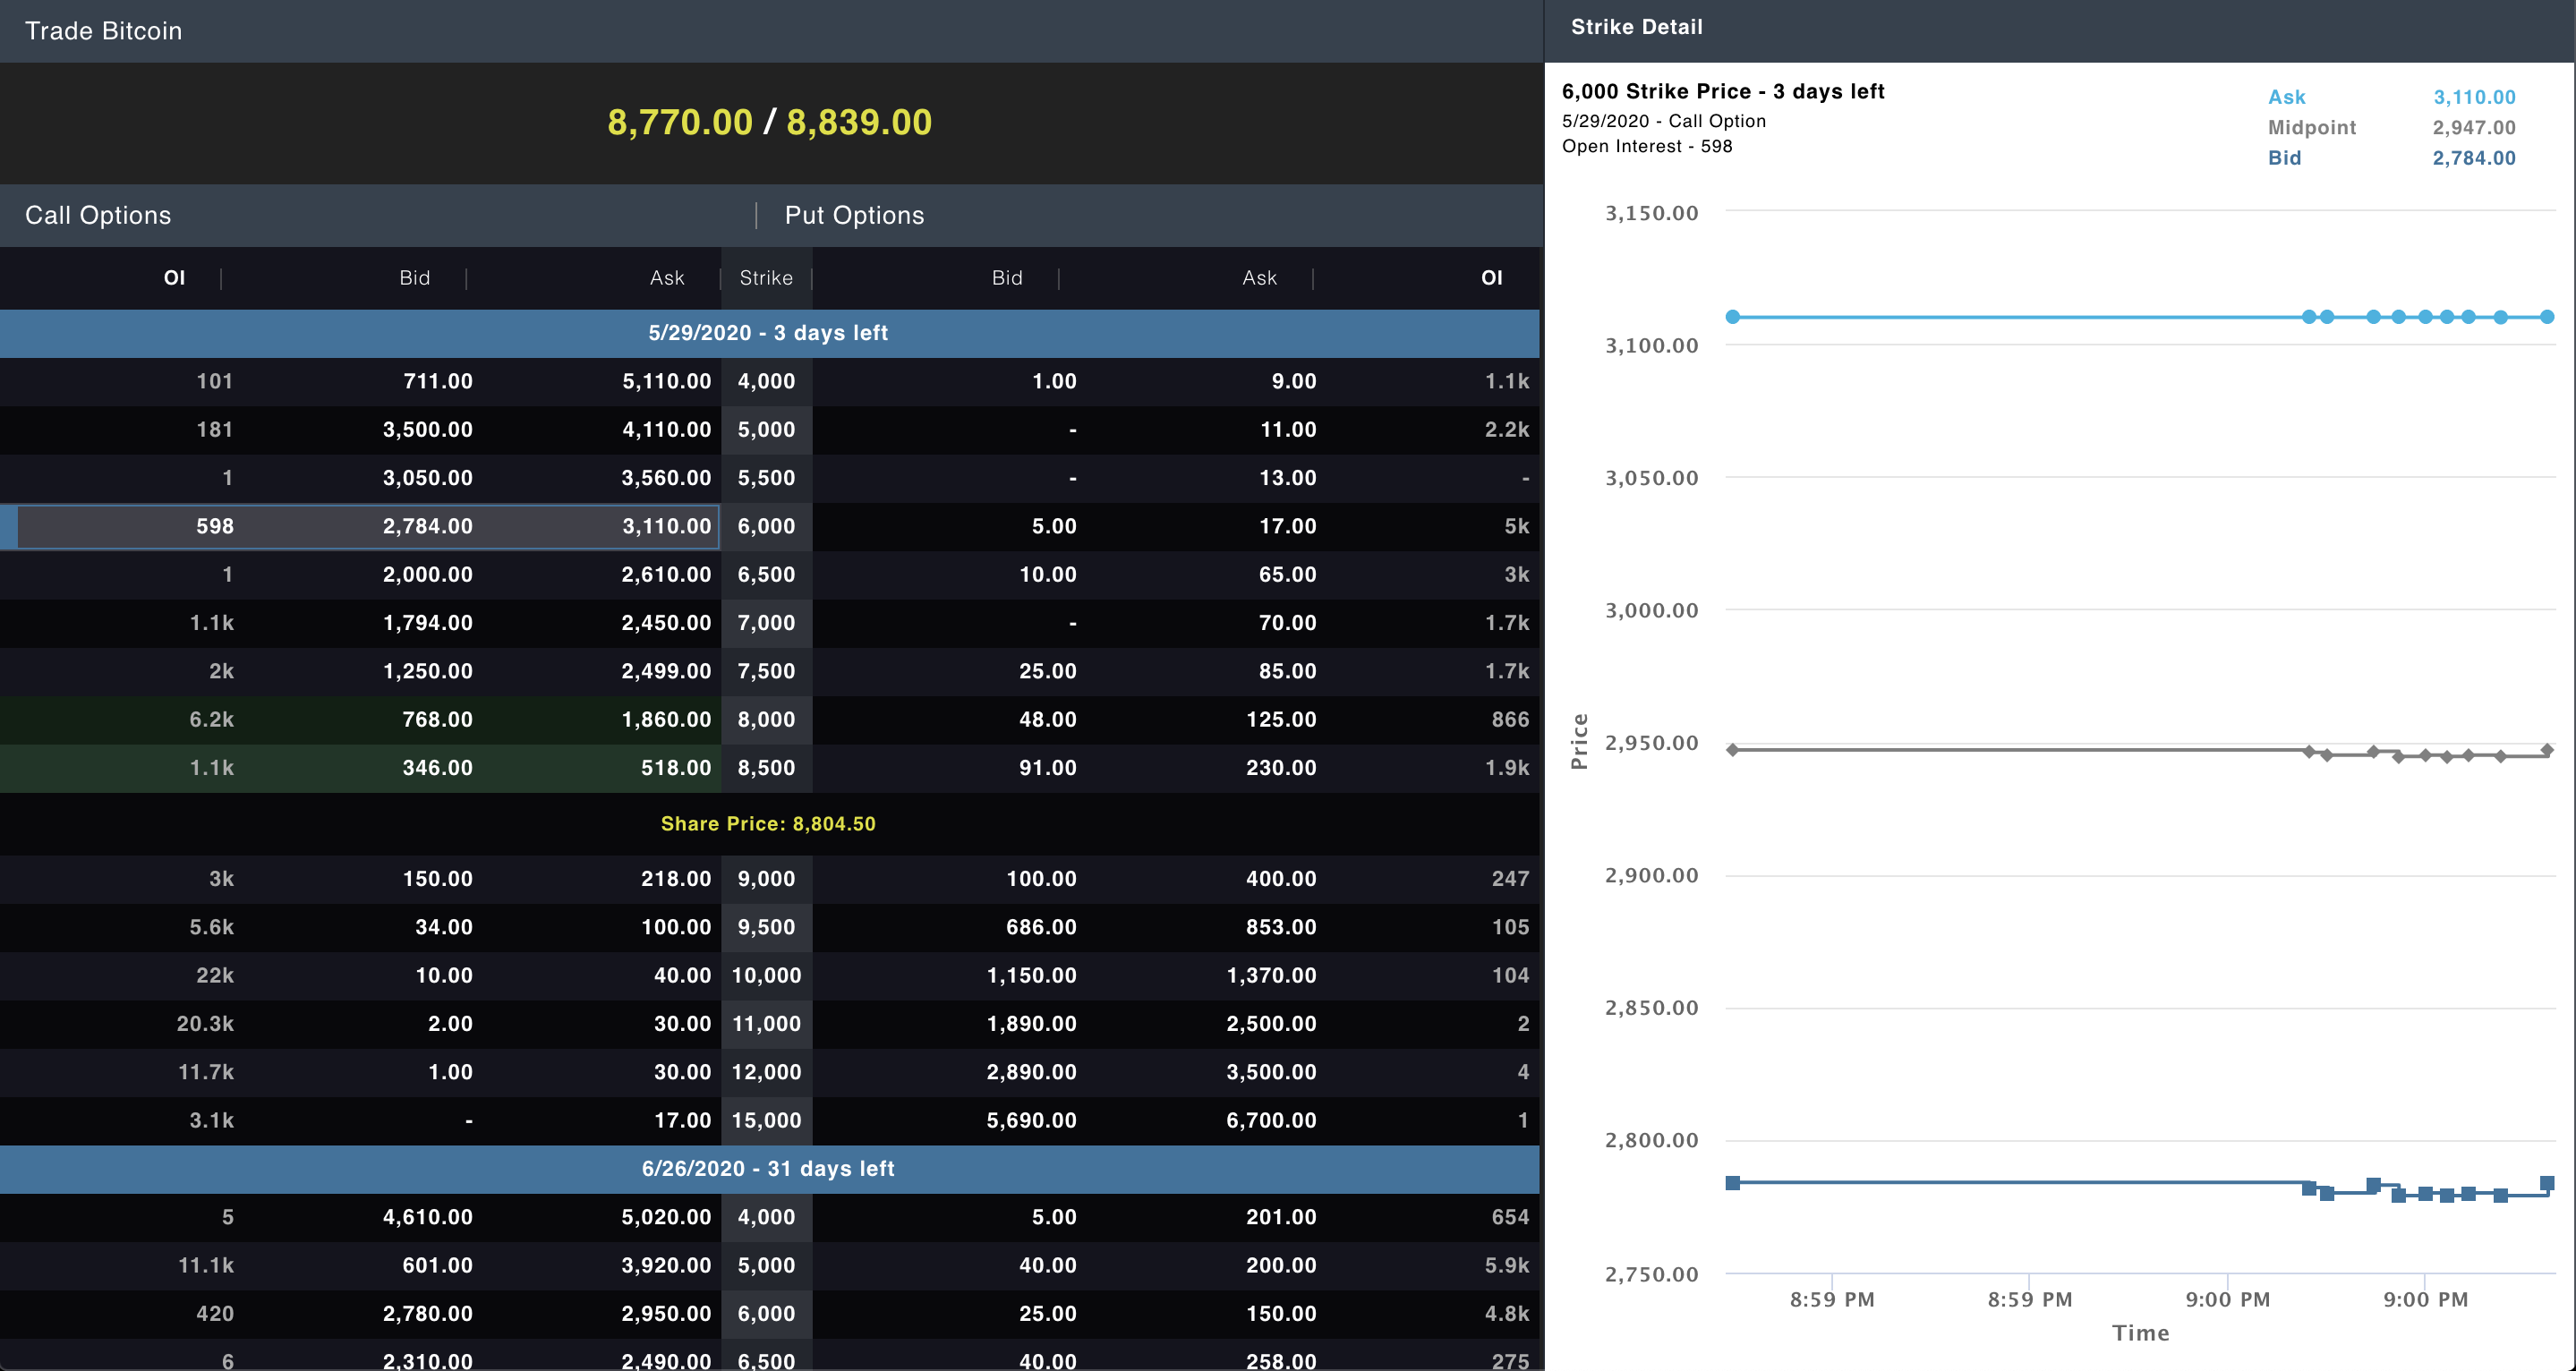 Trade Bitcoin
8,770.00 / 8,839.00
Call Options | Put Options
OI | Bid | Ask | Strike | Bid | Ask | OI
5/29/2020 - 3 days left
101 711.00 5,110.00 4,000 1.00 9.00 1.1k
181 3,500.00 4,110.00 5,000 - 11.00 2.2k
1 3,050.00 3,560.00 5,500 - 13.00 -
598 2,784.00 3,110.00 6,000 5.00 17.00 5k
1 2,000.00 2,610.00 6,500 10.00 65.00 3k
1.1k 1,794.00 2,450.00 7,000 - 70.00 1.7k
2k 1,250.00 2,499.00 7,500 25.00 85.00 1.7k
6.2k 768.00 1,860.00 8,000 48.00 125.00 866
1.1k 346.00 518.00 8,500 91.00 230.00 1.9k
Share Price: 8,804.50
3k 150.00 218.00 9,000 100.00 400.00 247
5.6k 34.00 100.00 9,500 686.00 853.00 105
22k 10.00 40.00 10,000 1,150.00 1,370.00 104
20.3k 2.00 30.00 11,000 1,890.00 2,500.00 2
11.7k 1.00 30.00 12,000 2,890.00 3,500.00 4
3.1k - 17.00 15,000 5,690.00 6,700.00 1
6/26/2020 - 31 days left
5 4,610.00 5,020.00 4,000 5.00 201.00 654
11.1k 601.00 3,920.00 5,000 40.00 200.00 5.9k
420 2,780.00 2,950.00 6,000 25.00 150.00 4.8k
6 2,310.00 2,490.00 6,500 40.00 258.00 275
Strike Detail
6,000 Strike Price - 3 days left
5/29/2020 - Call Option
Open Interest - 598
Ask 3,110.00
Midpoint 2,947.00
Bid 2,784.00
3,150.00
3,100.00
3,050.00
3,000.00
2,950.00
2,900.00
2,850.00
2,800.00
2,750.00
Price
8:59 PM 8:59 PM 9:00 PM 9:00 PM
Time